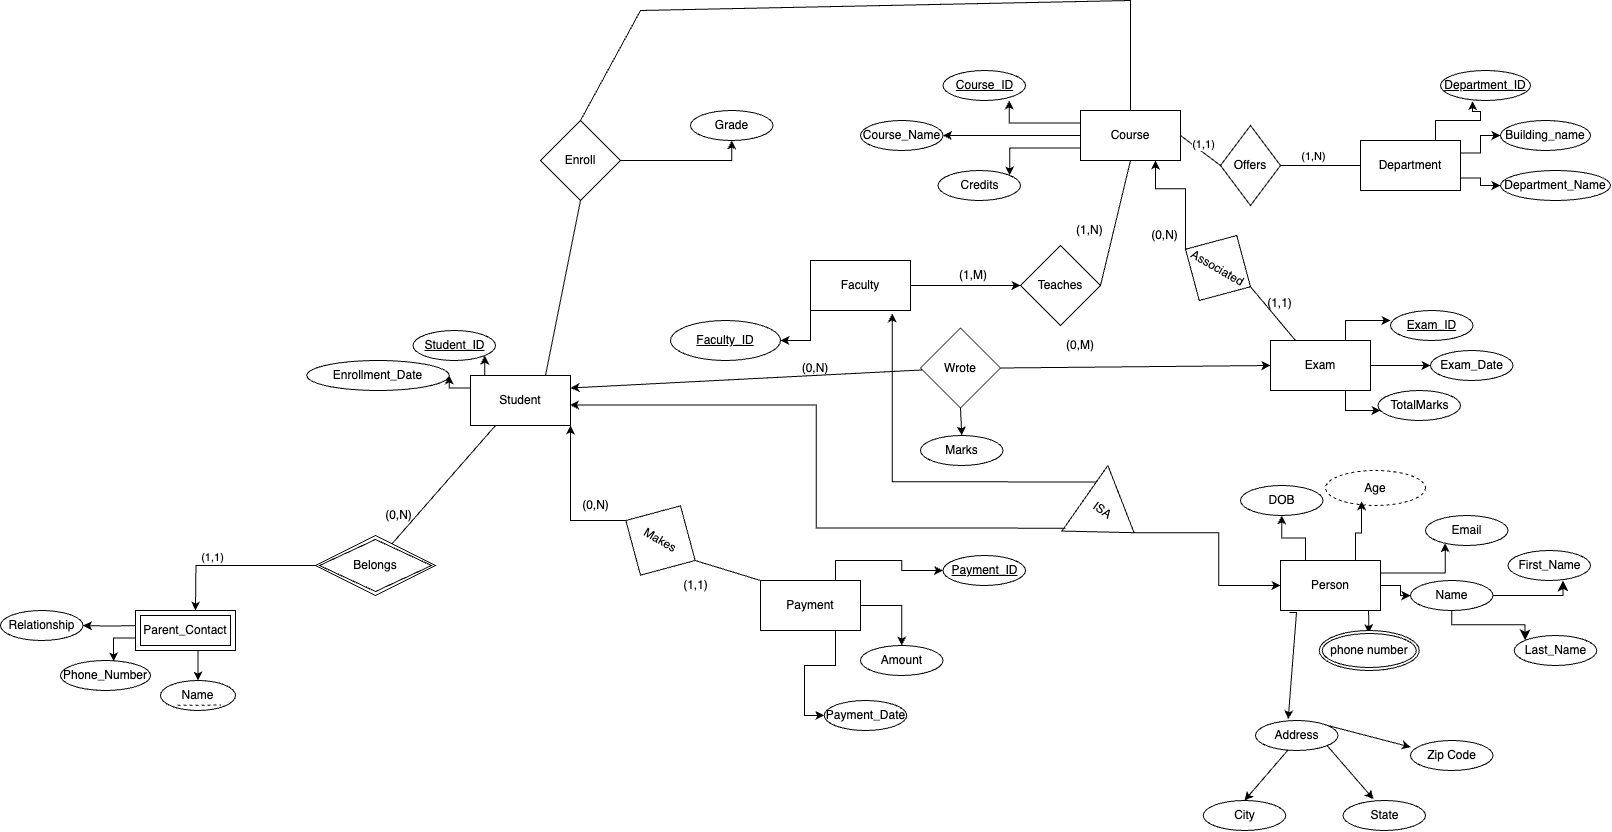 Course_ID
Department_ID
Grade
Course_Name
Course
Building_name
(1,1)
Enroll
Offers
(1,N)
Department
Credits
Department_Name
(1,N)
(0,N)
Associated
(1,M)
Faculty
Teaches
(1,1)
Exam_ID
Faculty_ID
Student_ID
(0,M)
Enrollment_Date
(0,N)
Wrote
Exam
Exam_Date
Student
TotalMarks
Marks
DOB
Age
(0,N)
(0,N)
ISA
Email
Makes
(1,1)
Belongs
Payment_ID
First_Name
(1,1)
Person
Name
Payment
Relationship
Parent_Contact
phone number
Last_Name
Amount
Phone_Number
Name
Payment_Date
Address
Zip Code
City
State